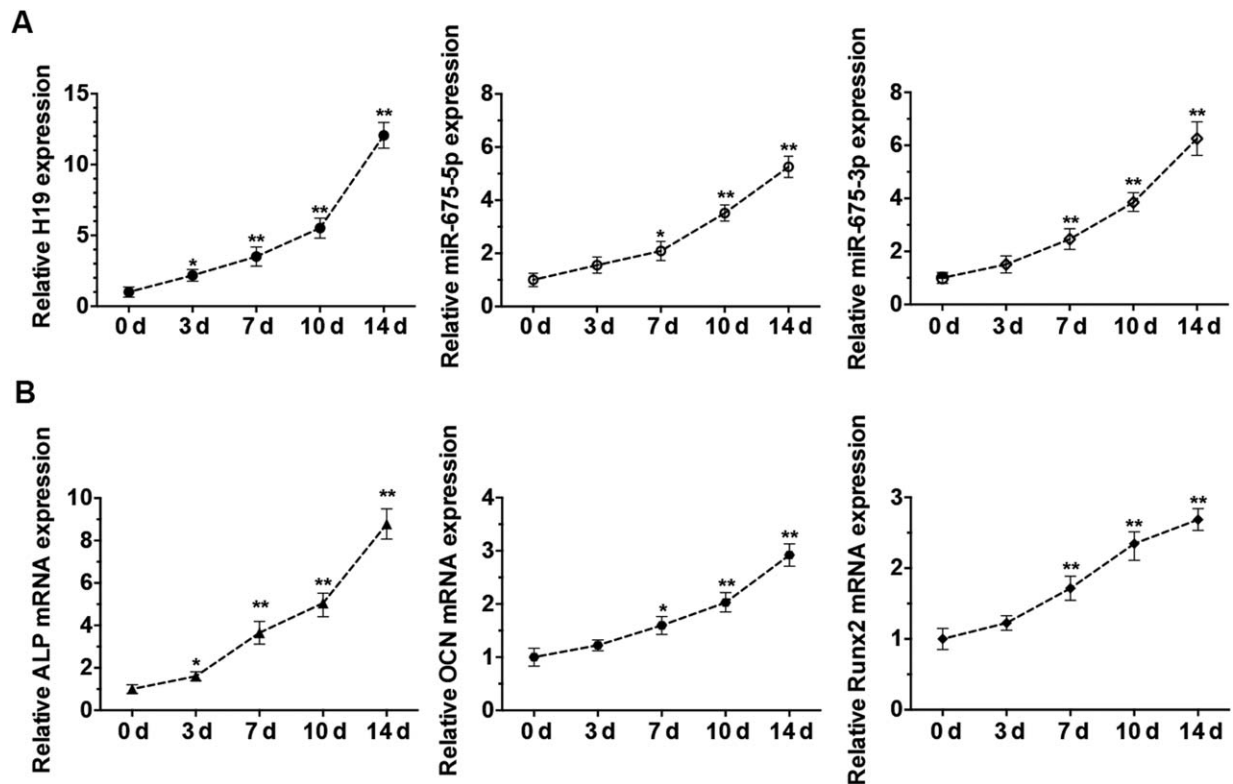 A
Relative H19 expression
15
10
5
0
* ** ** **
0 d 3 d 7 d 10 d 14 d
Relative miR-675-5p expression
8
6
4
2
0
* ** **
0 d 3 d 7 d 10 d 14 d
Relative miR-675-3p expression
8
6
4
2
0
** ** **
0 d 3 d 7 d 10 d 14 d
B
Relative ALP mRNA expression
10
8
6
4
2
0
* ** ** **
0 d 3 d 7 d 10 d 14 d
Relative OCN mRNA expression
4
3
2
1
0
* ** **
0 d 3 d 7 d 10 d 14 d
Relative Runx2 mRNA expression
3
2
1
0
** ** **
0 d 3 d 7 d 10 d 14 d